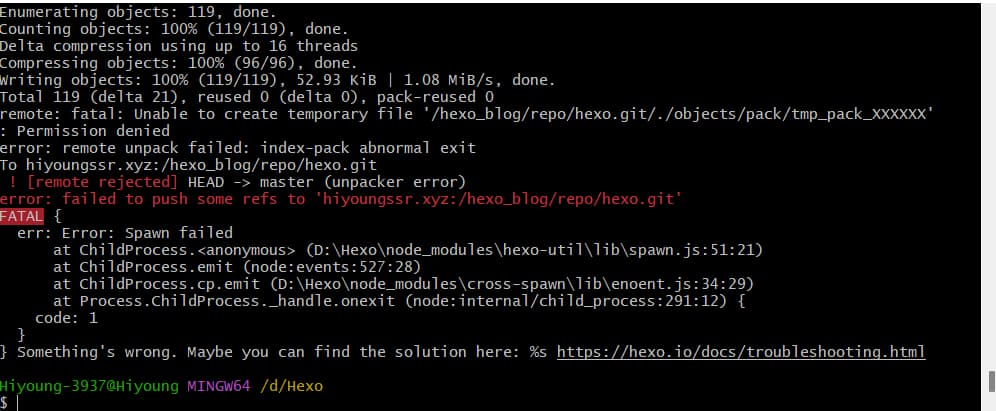 Enumerating objects: 119, done.
Counting objects: 100% (119/119), done.
Delta compression using up to 16 threads
Compressing objects: 100% (96/96), done.
Writing objects: 100% (119/119), 52.93 KiB | 1.08 MiB/s, done.
Total 119 (delta 21), reused 0 (delta 0), pack-reused 0
remote: fatal: Unable to create temporary file '/hexo_blog/repo/hexo.git/./objects/pack/tmp_pack_XXXXXX'
: Permission denied
error: remote unpack failed: index-pack abnormal exit
To hiyoungssr.xyz:/hexo_blog/repo/hexo.git
 ! [remote rejected] HEAD -> master (unpacker error)
error: failed to push some refs to 'hiyoungssr.xyz:/hexo_blog/repo/hexo.git'
FATAL {
  err: Error: Spawn failed
      at ChildProcess.<anonymous> (D:\Hexo\node_modules\hexo-util\lib\spawn.js:51:21)
      at ChildProcess.emit (node:events:527:28)
      at ChildProcess.cp.emit (D:\Hexo\node_modules\cross-spawn\lib\enoent.js:34:29)
      at Process.ChildProcess._handle.onexit (node:internal/child_process:291:12) {
    code: 1
  }
} Something's wrong. Maybe you can find the solution here: %s https://hexo.io/docs/troubleshooting.html
Hiyoung-3937@Hiyoung MINGW64 /d/Hexo
$